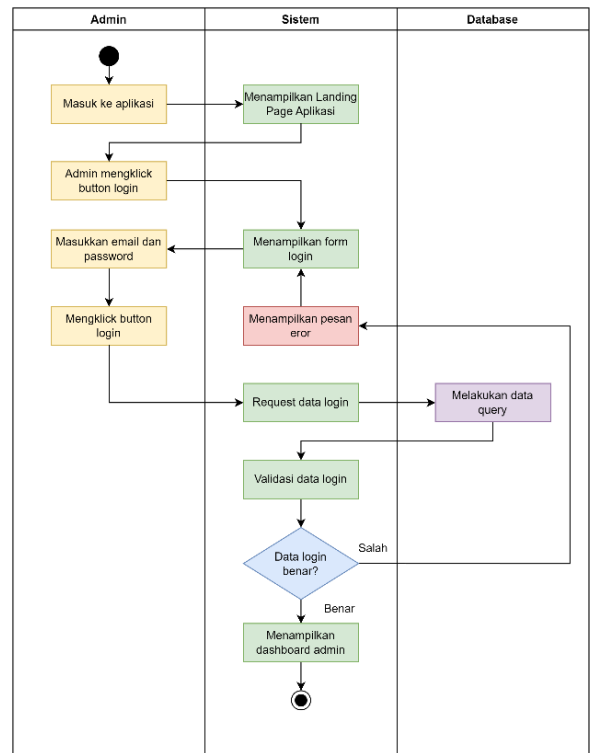 Admin
Sistem
Database
Masuk ke aplikasi
Menampilkan Landing
Page Aplikasi
Admin mengklick
button login
Masukkan email dan
password
Menampilkan form
login
Mengklick button
login
Menampilkan pesan
eror
Request data login
Melakukan data
query
Validasi data login
Data login
benar?
Salah
Benar
Menampilkan
dashboard admin